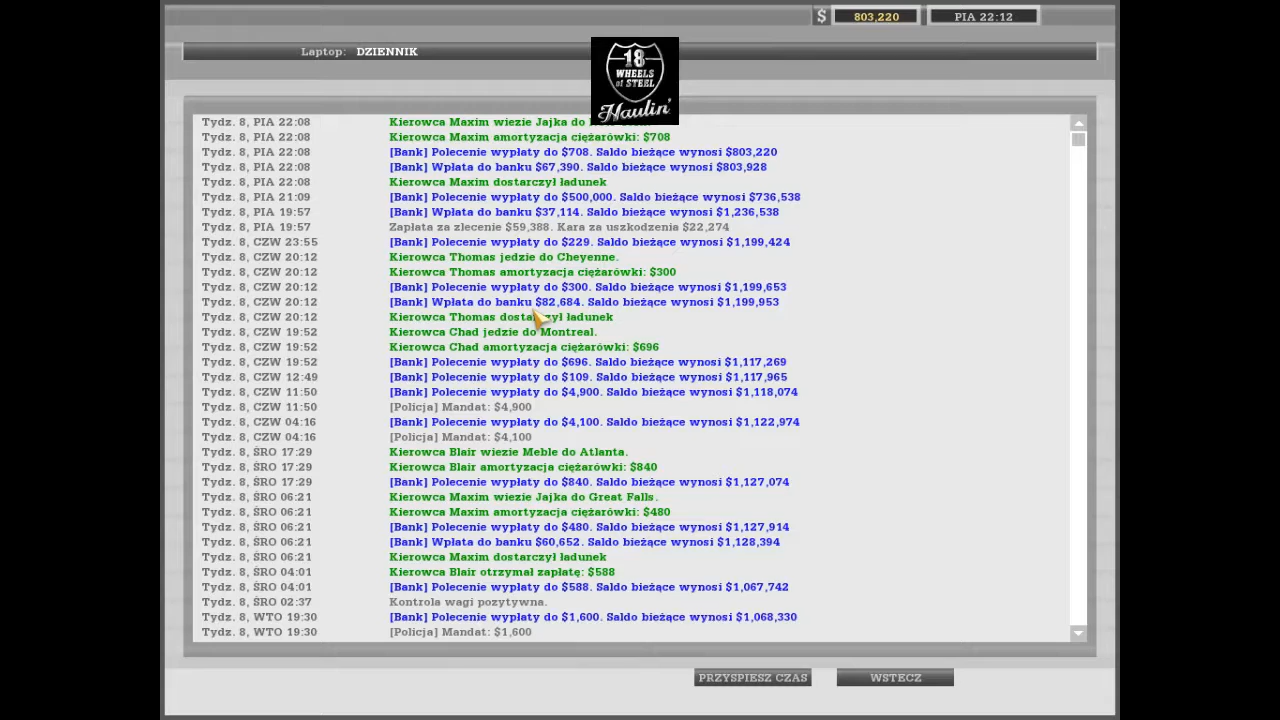 $ 803,220 PIA 22:12
Laptop: DZIENNIK
18
WHEELS
of STEEL
Haulin'
Tydz. 8, PIA 22:08 Kierowca Maxim wiezie Jajka do
Tydz. 8, PIA 22:08 Kierowca Maxim amortyzacja ciężarówki: $708
Tydz. 8, PIA 22:08 [Bank] Polecenie wypłaty do $708. Saldo bieżące wynosi $803,220
Tydz. 8, PIA 22:08 [Bank] Wpłata do banku $67,390. Saldo bieżące wynosi $803,928
Tydz. 8, PIA 22:08 Kierowca Maxim dostarczył ładunek
Tydz. 8, PIA 21:09 [Bank] Polecenie wypłaty do $500,000. Saldo bieżące wynosi $736,538
Tydz. 8, PIA 19:57 [Bank] Wpłata do banku $37,114. Saldo bieżące wynosi $1,236,538
Tydz. 8, PIA 19:57 Zapłata za zlecenie $59,388. Kara za uszkodzenia $22,274
Tydz. 8, CZW 23:55 [Bank] Polecenie wypłaty do $229. Saldo bieżące wynosi $1,199,424
Tydz. 8, CZW 20:12 Kierowca Thomas jedzie do Cheyenne.
Tydz. 8, CZW 20:12 Kierowca Thomas amortyzacja ciężarówki: $300
Tydz. 8, CZW 20:12 [Bank] Polecenie wypłaty do $300. Saldo bieżące wynosi $1,199,653
Tydz. 8, CZW 20:12 [Bank] Wpłata do banku $82,684. Saldo bieżące wynosi $1,199,953
Tydz. 8, CZW 20:12 Kierowca Thomas dostarczył ładunek
Tydz. 8, CZW 19:52 Kierowca Chad jedzie do Montreal.
Tydz. 8, CZW 19:52 Kierowca Chad amortyzacja ciężarówki: $696
Tydz. 8, CZW 19:52 [Bank] Polecenie wypłaty do $696. Saldo bieżące wynosi $1,117,269
Tydz. 8, CZW 12:49 [Bank] Polecenie wypłaty do $109. Saldo bieżące wynosi $1,117,965
Tydz. 8, CZW 11:50 [Bank] Polecenie wypłaty do $4,900. Saldo bieżące wynosi $1,118,074
Tydz. 8, CZW 11:50 [Policja] Mandat: $4,900
Tydz. 8, CZW 04:16 [Bank] Polecenie wypłaty do $4,100. Saldo bieżące wynosi $1,122,974
Tydz. 8, CZW 04:16 [Policja] Mandat: $4,100
Tydz. 8, ŚRO 17:29 Kierowca Blair wiezie Meble do Atlanta.
Tydz. 8, ŚRO 17:29 Kierowca Blair amortyzacja ciężarówki: $840
Tydz. 8, ŚRO 17:29 [Bank] Polecenie wypłaty do $840. Saldo bieżące wynosi $1,127,074
Tydz. 8, ŚRO 06:21 Kierowca Maxim wiezie Jajka do Great Falls.
Tydz. 8, ŚRO 06:21 Kierowca Maxim amortyzacja ciężarówki: $480
Tydz. 8, ŚRO 06:21 [Bank] Polecenie wypłaty do $480. Saldo bieżące wynosi $1,127,914
Tydz. 8, ŚRO 06:21 [Bank] Wpłata do banku $60,652. Saldo bieżące wynosi $1,128,394
Tydz. 8, ŚRO 06:21 Kierowca Maxim dostarczył ładunek
Tydz. 8, ŚRO 04:01 Kierowca Blair otrzymał zapłatę: $588
Tydz. 8, ŚRO 04:01 [Bank] Polecenie wypłaty do $588. Saldo bieżące wynosi $1,067,742
Tydz. 8, ŚRO 02:37 Kontrola wagi pozytywna.
Tydz. 8, WTO 19:30 [Bank] Polecenie wypłaty do $1,600. Saldo bieżące wynosi $1,068,330
Tydz. 8, WTO 19:30 [Policja] Mandat: $1,600
PRZYSPIESZ CZAS WSTECZ